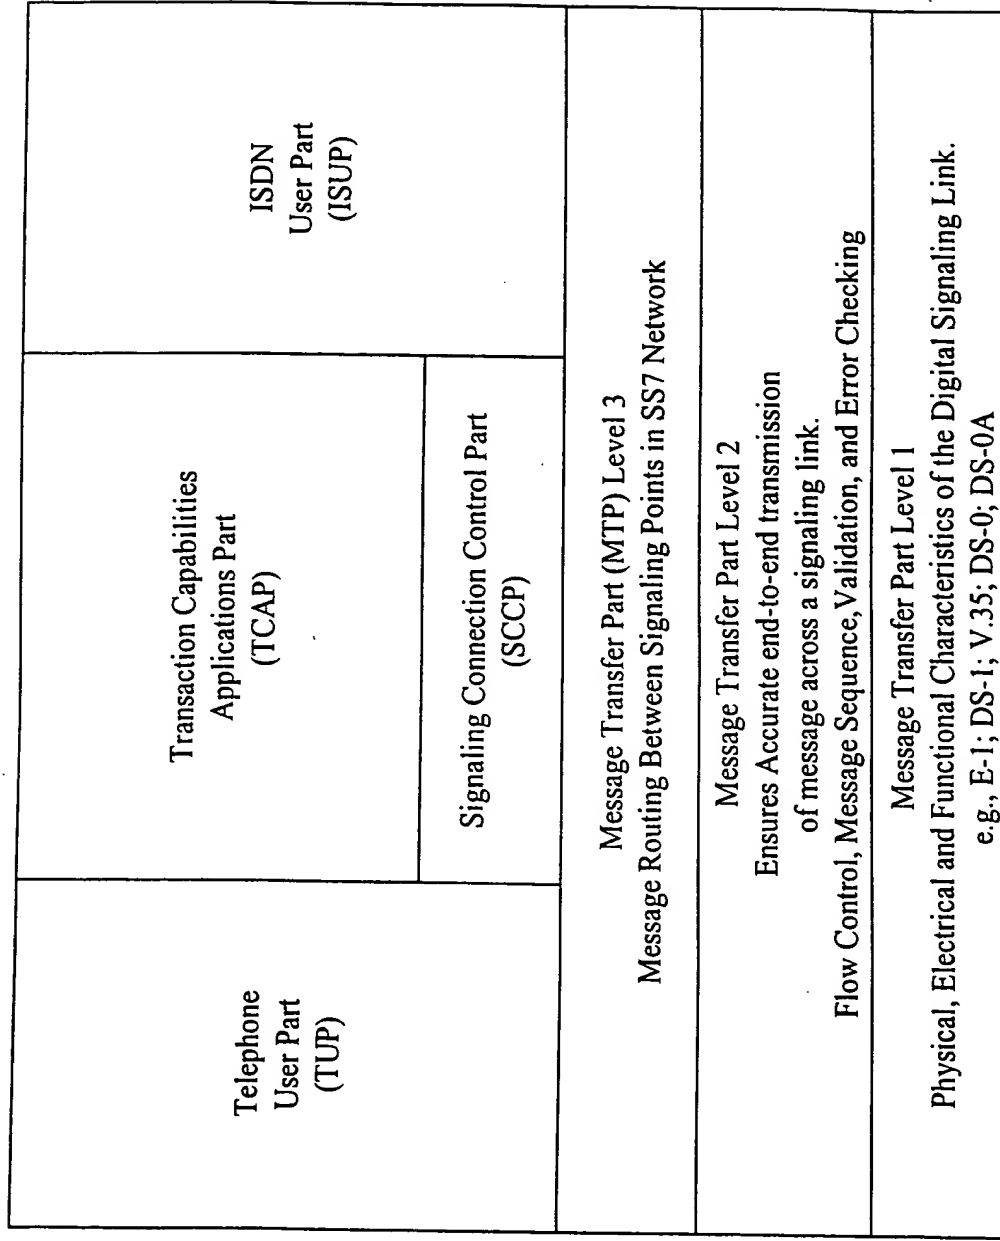 Telephone
User Part
(TUP)
Transaction Capabilities
Applications Part
(TCAP)
Signaling Connection Control Part
(SCCP)
ISDN
User Part
(ISUP)
Message Transfer Part (MTP) Level 3
Message Routing Between Signaling Points in SS7 Network
Message Transfer Part Level 2
Ensures Accurate end-to-end transmission
of message across a signaling link.
Flow Control, Message Sequence, Validation, and Error Checking
Message Transfer Part Level 1
Physical, Electrical and Functional Characteristics of the Digital Signaling Link.
e.g., E-1; DS-1; V.35; DS-0; DS-0A